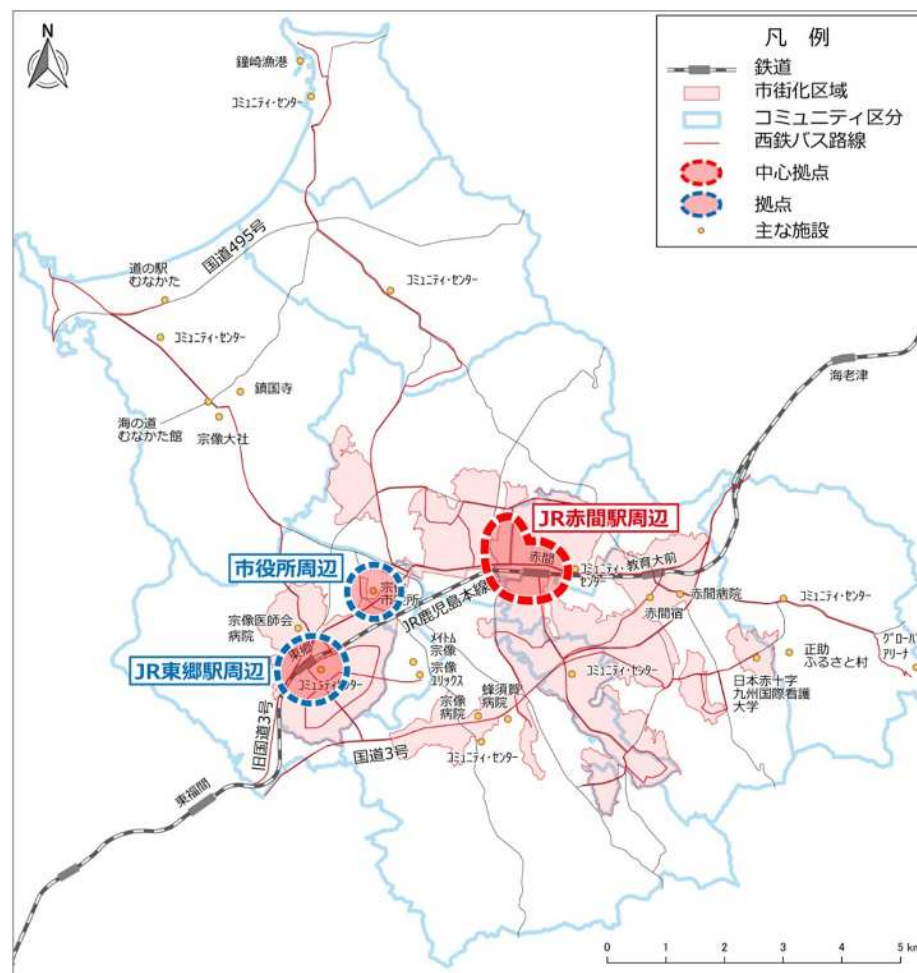 N
凡 例
鉄道
市街化区域
コミュニティ区分
西鉄バス路線
中心拠点
拠点
主な施設
鐘崎漁港
コミュニティ・センター
国道495号
道の駅
むなかた
コミュニティ・センター
コミュニティ・センター
鎮国寺
海の道
むなかた館
宗像大社
海老津
JR赤間駅周辺
赤間
コミュニティ・
センター
教育大前
市役所周辺
JR鹿児島本線
赤間病院
赤間宿
コミュニティ・センター
宗像医師会
病院
東郷
JR東郷駅周辺
コミュニティセンター
メイトム
宗像
宗像
ユリックス
蜂須賀
病院
宗像
病院
コミュニティ・センター
コミュニティ・センター
日本赤十字
九州国際看護
大学
正助
ふるさと村
グローバル
アリーナ
旧国道3号
国道3号
東福間
0 1 2 3 4 5 km